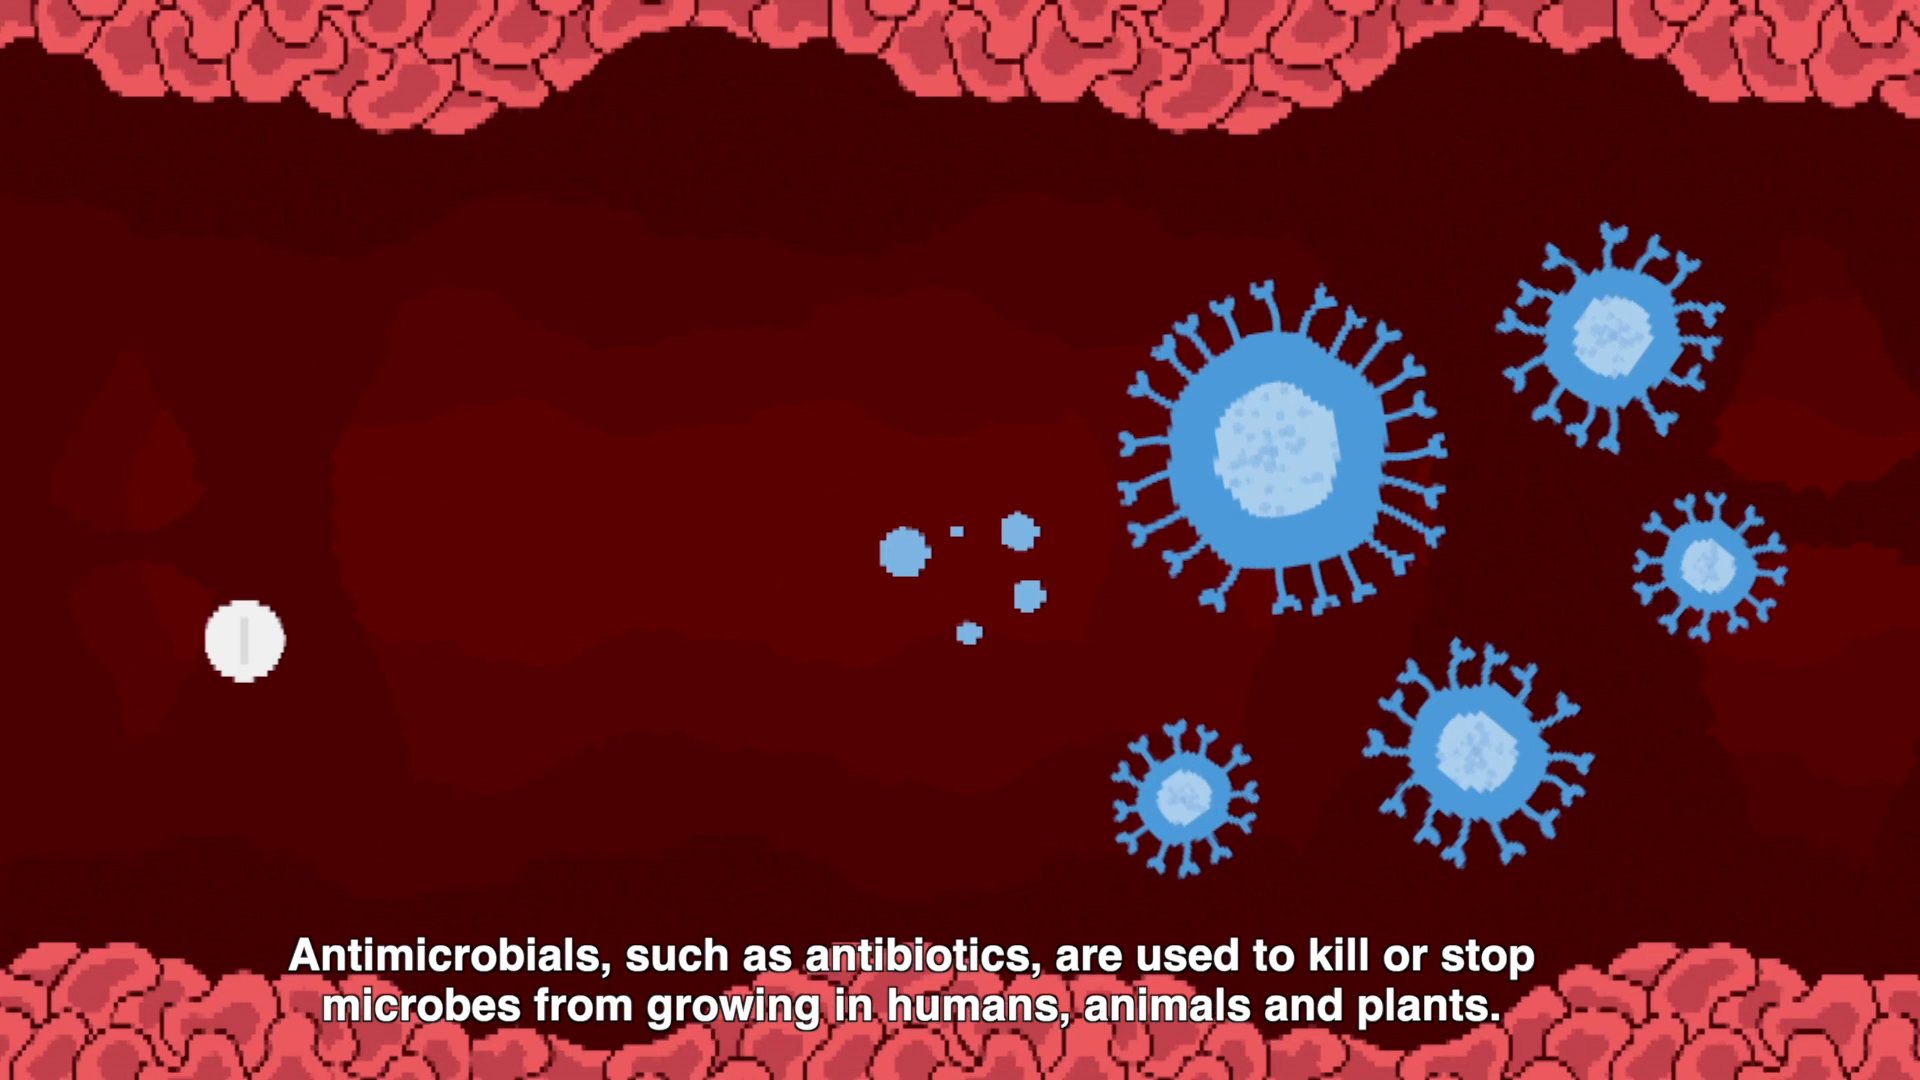 Antimicrobials, such as antibiotics, are used to kill or stop
microbes from growing in humans, animals and plants.